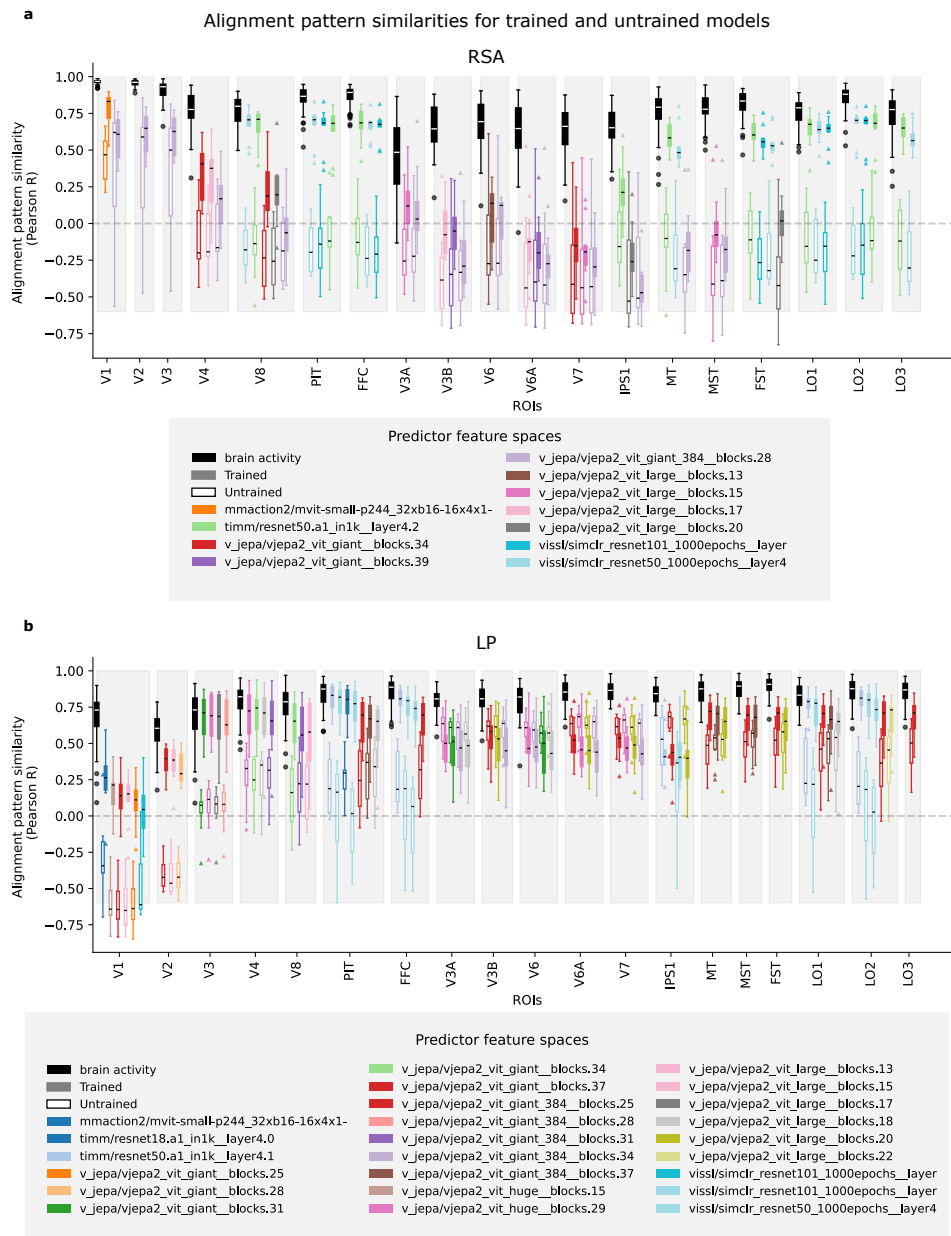 a
Alignment pattern similarities for trained and untrained models
RSA
Alignment pattern similarity
(Pearson R)
1.00
0.75
0.50
0.25
0.00
−0.25
−0.50
−0.75
V1 V2 V3 V4 V8 PIT FFC V3A V3B V6 V6A V7 IPS1 MT MST FST LO1 LO2 LO3
ROIs
Predictor feature spaces
brain activity
Trained
Untrained
mmaction2/mvit-small-p244_32xb16-16x4x1-
timm/resnet50.a1_in1k__layer4.2
v_jepa/vjepa2_vit_giant__blocks.34
v_jepa/vjepa2_vit_giant__blocks.39
v_jepa/vjepa2_vit_giant_384__blocks.28
v_jepa/vjepa2_vit_large__blocks.13
v_jepa/vjepa2_vit_large__blocks.15
v_jepa/vjepa2_vit_large__blocks.17
v_jepa/vjepa2_vit_large__blocks.20
vissl/simclr_resnet101_1000epochs__layer
vissl/simclr_resnet50_1000epochs__layer4
b
LP
Alignment pattern similarity
(Pearson R)
1.00
0.75
0.50
0.25
0.00
−0.25
−0.50
−0.75
V1 V2 V3 V4 V8 PIT FFC V3A V3B V6 V6A V7 IPS1 MT MST FST LO1 LO2 LO3
ROIs
Predictor feature spaces
brain activity
Trained
Untrained
mmaction2/mvit-small-p244_32xb16-16x4x1-
timm/resnet18.a1_in1k__layer4.0
timm/resnet50.a1_in1k__layer4.1
v_jepa/vjepa2_vit_giant__blocks.25
v_jepa/vjepa2_vit_giant__blocks.28
v_jepa/vjepa2_vit_giant__blocks.31
v_jepa/vjepa2_vit_giant__blocks.34
v_jepa/vjepa2_vit_giant__blocks.37
v_jepa/vjepa2_vit_giant_384__blocks.25
v_jepa/vjepa2_vit_giant_384__blocks.28
v_jepa/vjepa2_vit_giant_384__blocks.31
v_jepa/vjepa2_vit_giant_384__blocks.34
v_jepa/vjepa2_vit_giant_384__blocks.37
v_jepa/vjepa2_vit_huge__blocks.15
v_jepa/vjepa2_vit_huge__blocks.29
v_jepa/vjepa2_vit_large__blocks.13
v_jepa/vjepa2_vit_large__blocks.15
v_jepa/vjepa2_vit_large__blocks.17
v_jepa/vjepa2_vit_large__blocks.18
v_jepa/vjepa2_vit_large__blocks.20
v_jepa/vjepa2_vit_large__blocks.22
vissl/simclr_resnet101_1000epochs__layer
vissl/simclr_resnet101_1000epochs__layer
vissl/simclr_resnet50_1000epochs__layer4